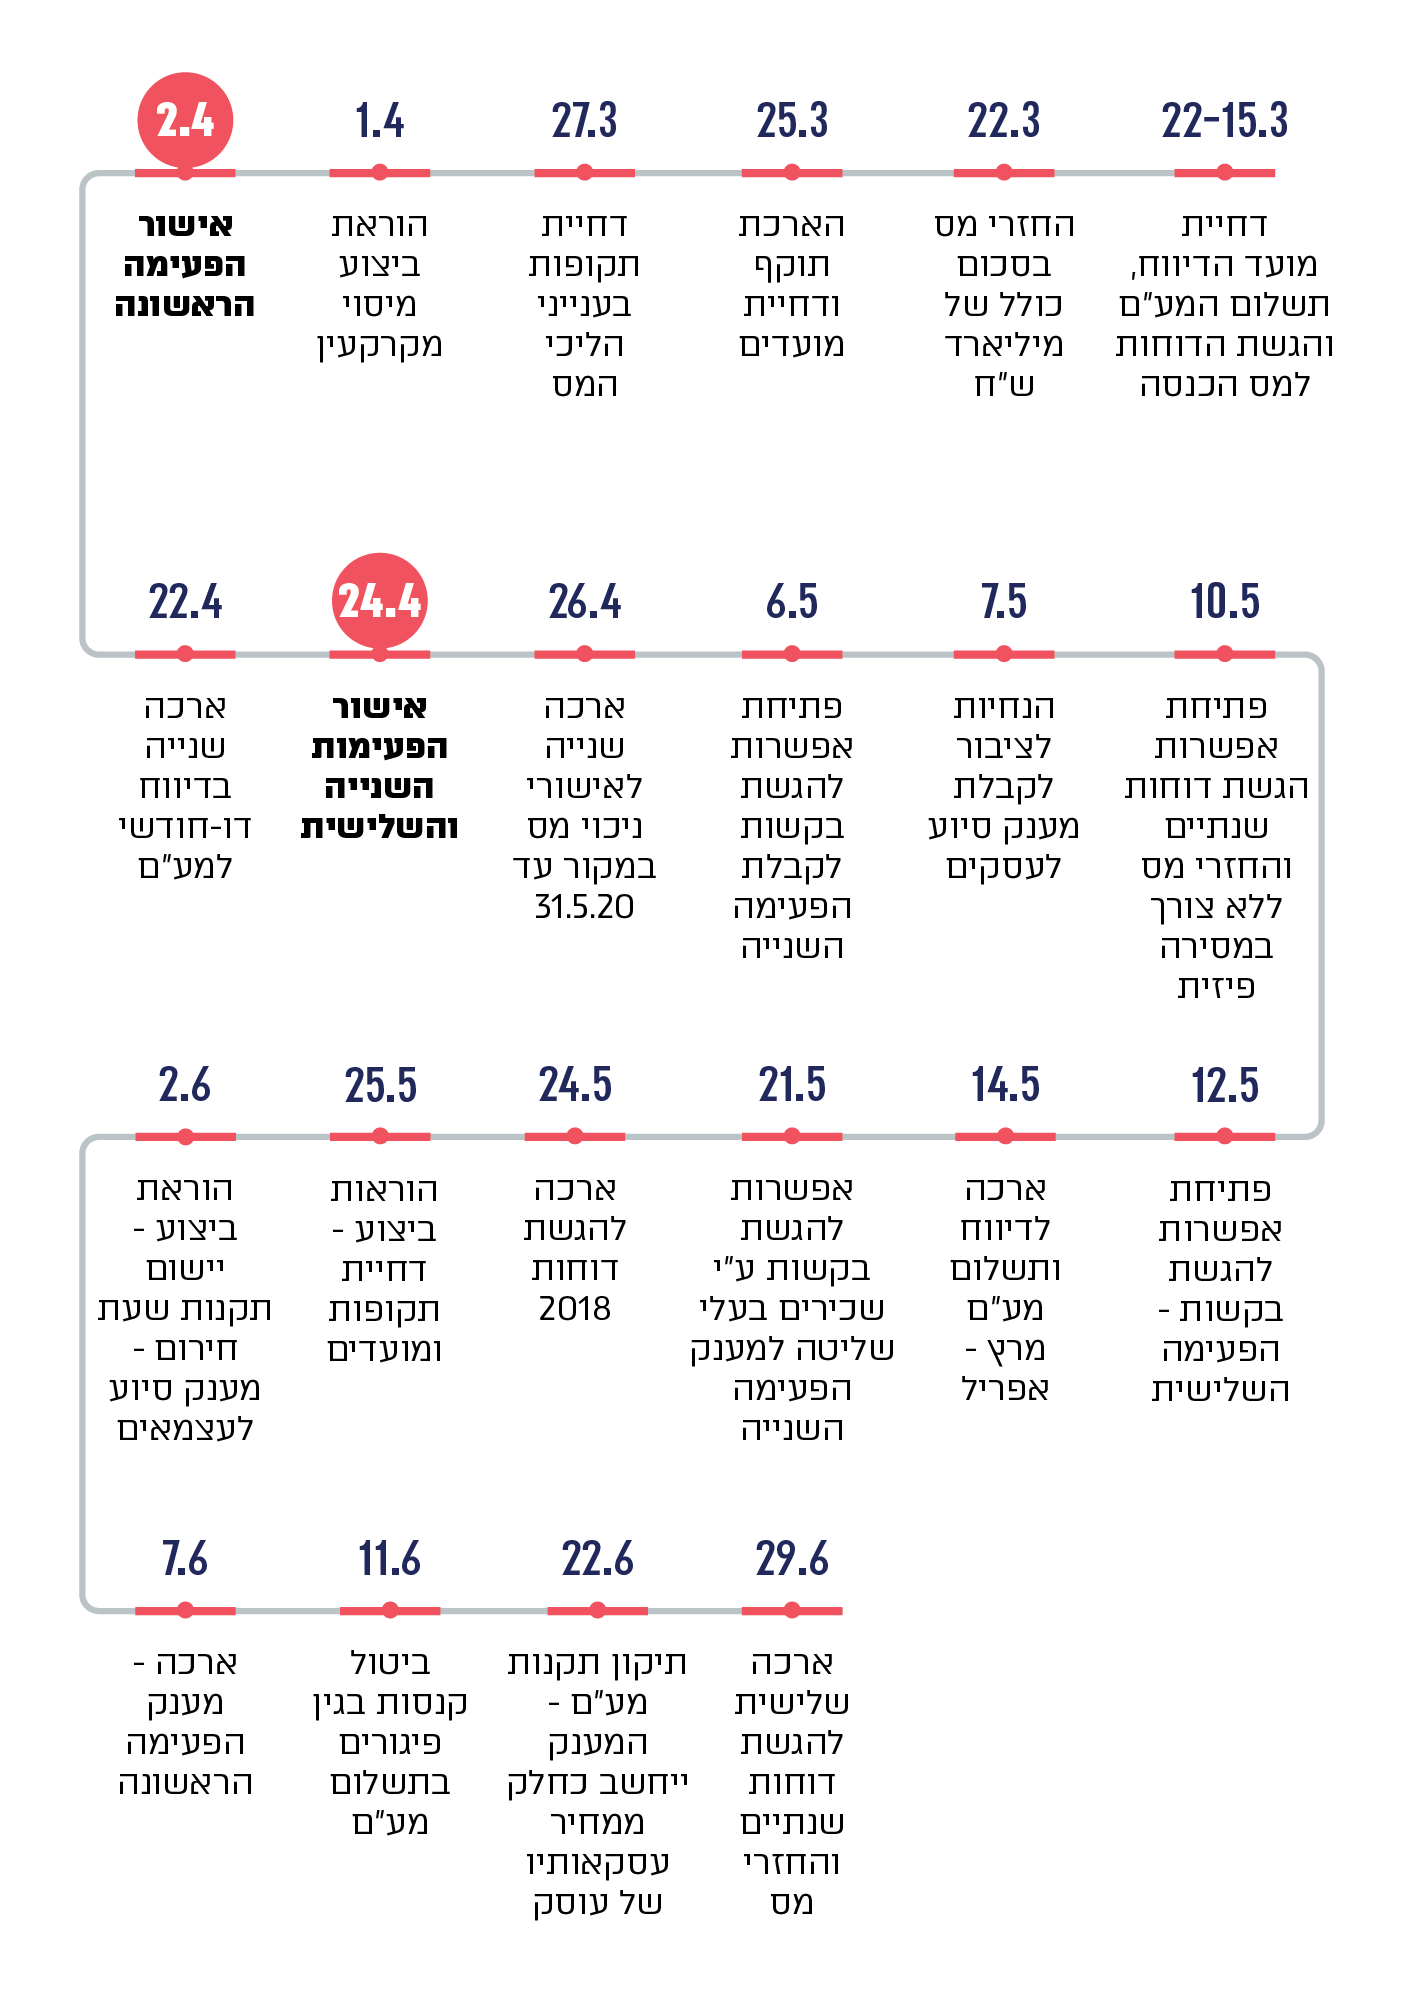 22-15.3
דחיית
מועד הדיווח,
תשלום המע"ם
והגשת הדוחות
למס הכנסה
22.3
החזרי מס
בסכום
כולל של
מיליארד
ש"ח
25.3
הארכת
תוקף
ודחיית
מועדים
27.3
דחיית
תקופות
בענייני
הליכי
המס
1.4
הוראת
ביצוע
מיסוי
מקרקעין
2.4
אישור
הפעימה
הראשונה
22.4
ארכה
שנייה
בדיווח
דו-חודשי
למע"ם
24.4
אישור
הפעימות
השנייה
והשלישית
26.4
ארכה
שנייה
לאישורי
ניכוי מס
במקור עד
31.5.20
6.5
פתיחת
אפשרות
להגשת
בקשות
לקבלת
הפעימה
השנייה
7.5
הנחיות
לציבור
לקבלת
מענק סיוע
לעסקים
10.5
פתיחת
אפשרות
הגשת דוחות
שנתיים
והחזרי מס
ללא צורך
במסירה
פיזית
12.5
פתיחת
אפשרות
להגשת
בקשות -
הפעימה
השלישית
14.5
ארכה
לדיווח
ותשלום
מע"ם
מרץ -
אפריל
21.5
אפשרות
להגשת
בקשות ע"י
שכירים בעלי
שליטה למענק
הפעימה
השנייה
24.5
ארכה
להגשת
דוחות
2018
25.5
הוראות
ביצוע -
דחיית
תקופות
ומועדים
2.6
הוראת
ביצוע -
יישום
תקנות שעת
חירום -
מענק סיוע
לעצמאים
7.6
ארכה -
מענק
הפעימה
הראשונה
11.6
ביטול
קנסות בגין
פיגורים
בתשלום
מע"ם
22.6
תיקון תקנות
מע"ם -
המענק
ייחשב כחלק
ממחיר
עסקאותיו
של עוסק
29.6
ארכה
שלישית
להגשת
דוחות
שנתיים
והחזרי
מס